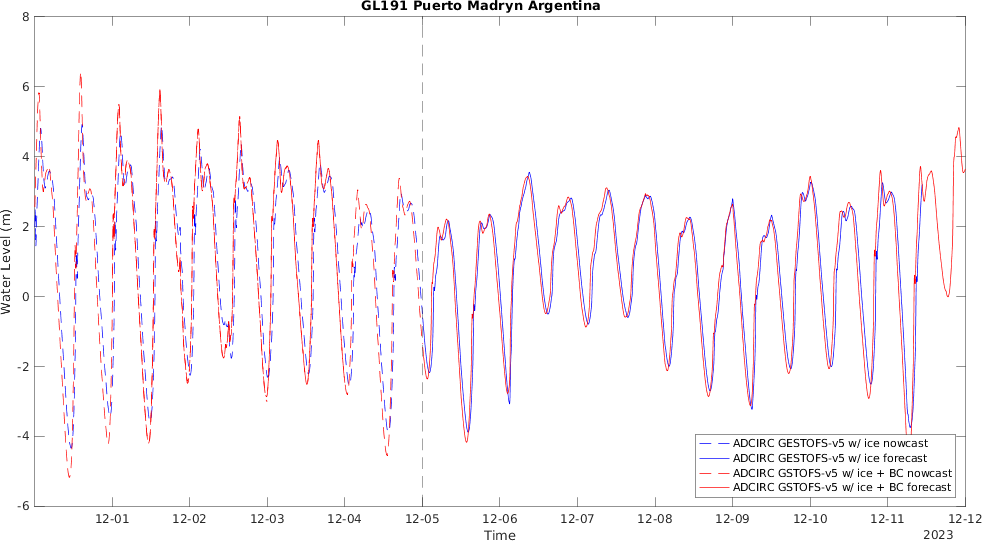 GL191 Puerto Madryn Argentina
8
6
4
2
0
-2
-4
-6
Water Level (m)
ADCIRC GESTOFS-v5 w/ ice nowcast
ADCIRC GESTOFS-v5 w/ ice forecast
ADCIRC GSTOFS-v5 w/ ice + BC nowcast
ADCIRC GSTOFS-v5 w/ ice + BC forecast
12-01 12-02 12-03 12-04 12-05 12-06 12-07 12-08 12-09 12-10 12-11 12-12
Time
2023